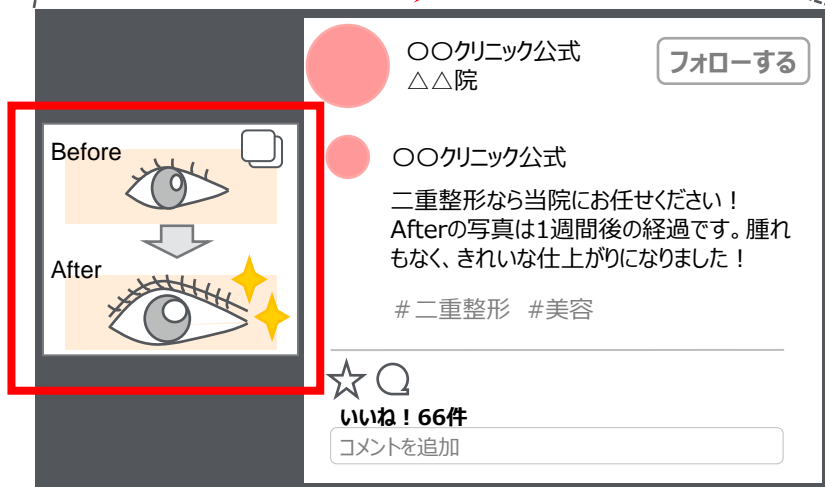 〇〇クリニック公式
△△院
フォローする
Before
After
〇〇クリニック公式
二重整形なら当院にお任せください！
Afterの写真は1週間後の経過です。腫れ
もなく、きれいな仕上がりになりました！
＃二重整形 #美容
いいね！66件
コメントを追加